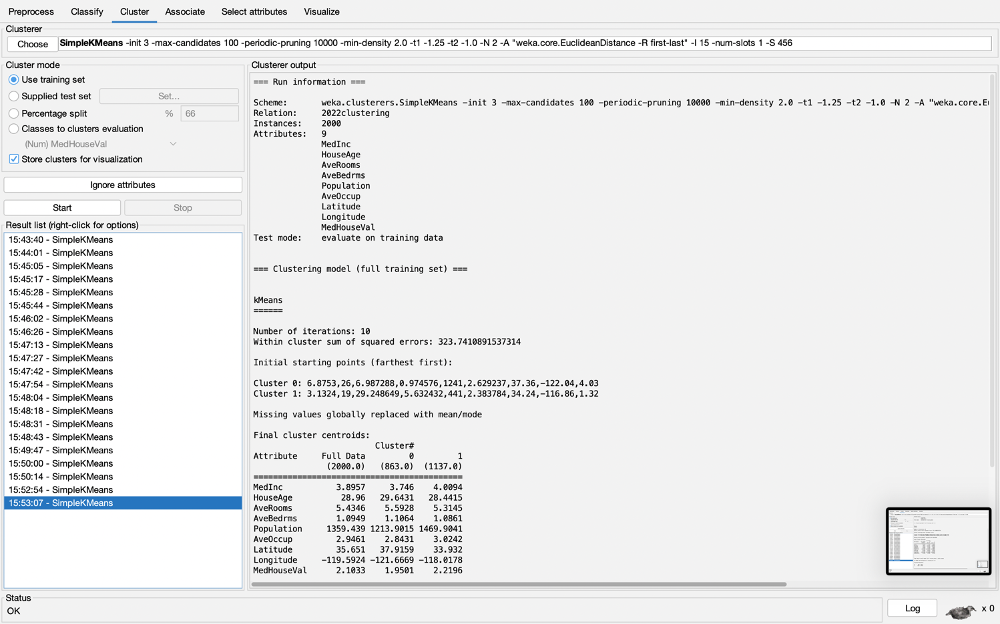 Preprocess Classify Cluster Associate Select attributes Visualize
Clusterer
Choose SimpleKMeans -init 3 -max-candidates 100 -periodic-pruning 10000 -min-density 2.0 -t1 -1.25 -t2 -1.0 -N 2 -A "weka.core.EuclideanDistance -R first-last" -I 15 -num-slots 1 -S 456
Cluster mode
Use training set
Supplied test set Set...
Percentage split % 66
Classes to clusters evaluation
(Num) MedHouseVal
Store clusters for visualization
Ignore attributes
Start Stop
Result list (right-click for options)
15:43:40 - SimpleKMeans
15:44:01 - SimpleKMeans
15:45:05 - SimpleKMeans
15:45:17 - SimpleKMeans
15:45:28 - SimpleKMeans
15:45:44 - SimpleKMeans
15:46:02 - SimpleKMeans
15:46:26 - SimpleKMeans
15:47:13 - SimpleKMeans
15:47:27 - SimpleKMeans
15:47:42 - SimpleKMeans
15:47:54 - SimpleKMeans
15:48:04 - SimpleKMeans
15:48:18 - SimpleKMeans
15:48:31 - SimpleKMeans
15:48:43 - SimpleKMeans
15:49:47 - SimpleKMeans
15:50:00 - SimpleKMeans
15:50:14 - SimpleKMeans
15:52:54 - SimpleKMeans
15:53:07 - SimpleKMeans
Clusterer output
=== Run information ===
Scheme: weka.clusterers.SimpleKMeans -init 3 -max-candidates 100 -periodic-pruning 10000 -min-density 2.0 -t1 -1.25 -t2 -1.0 -N 2 -A "weka.core.Eu
Relation: 2022clustering
Instances: 2000
Attributes: 9
MedInc
HouseAge
AveRooms
AveBedrms
Population
AveOccup
Latitude
Longitude
MedHouseVal
Test mode: evaluate on training data
=== Clustering model (full training set) ===
kMeans
======
Number of iterations: 10
Within cluster sum of squared errors: 323.7410891537314
Initial starting points (farthest first):
Cluster 0: 6.8753,26,6.987288,0.974576,1241,2.629237,37.36,-122.04,4.03
Cluster 1: 3.1324,19,29.248649,5.632432,441,2.383784,34.24,-116.86,1.32
Missing values globally replaced with mean/mode
Final cluster centroids:
Cluster#
Attribute Full Data 0 1
(2000.0) (863.0) (1137.0)
===========================================
MedInc 3.8957 3.746 4.0094
HouseAge 28.96 29.6431 28.4415
AveRooms 5.4346 5.5928 5.3145
AveBedrms 1.0949 1.1064 1.0861
Population 1359.439 1213.9015 1469.9041
AveOccup 2.9461 2.8431 3.0242
Latitude 35.651 37.9159 33.932
Longitude -119.5924 -121.6669 -118.0178
MedHouseVal 2.1033 1.9501 2.2196
Status
OK
Log x 0